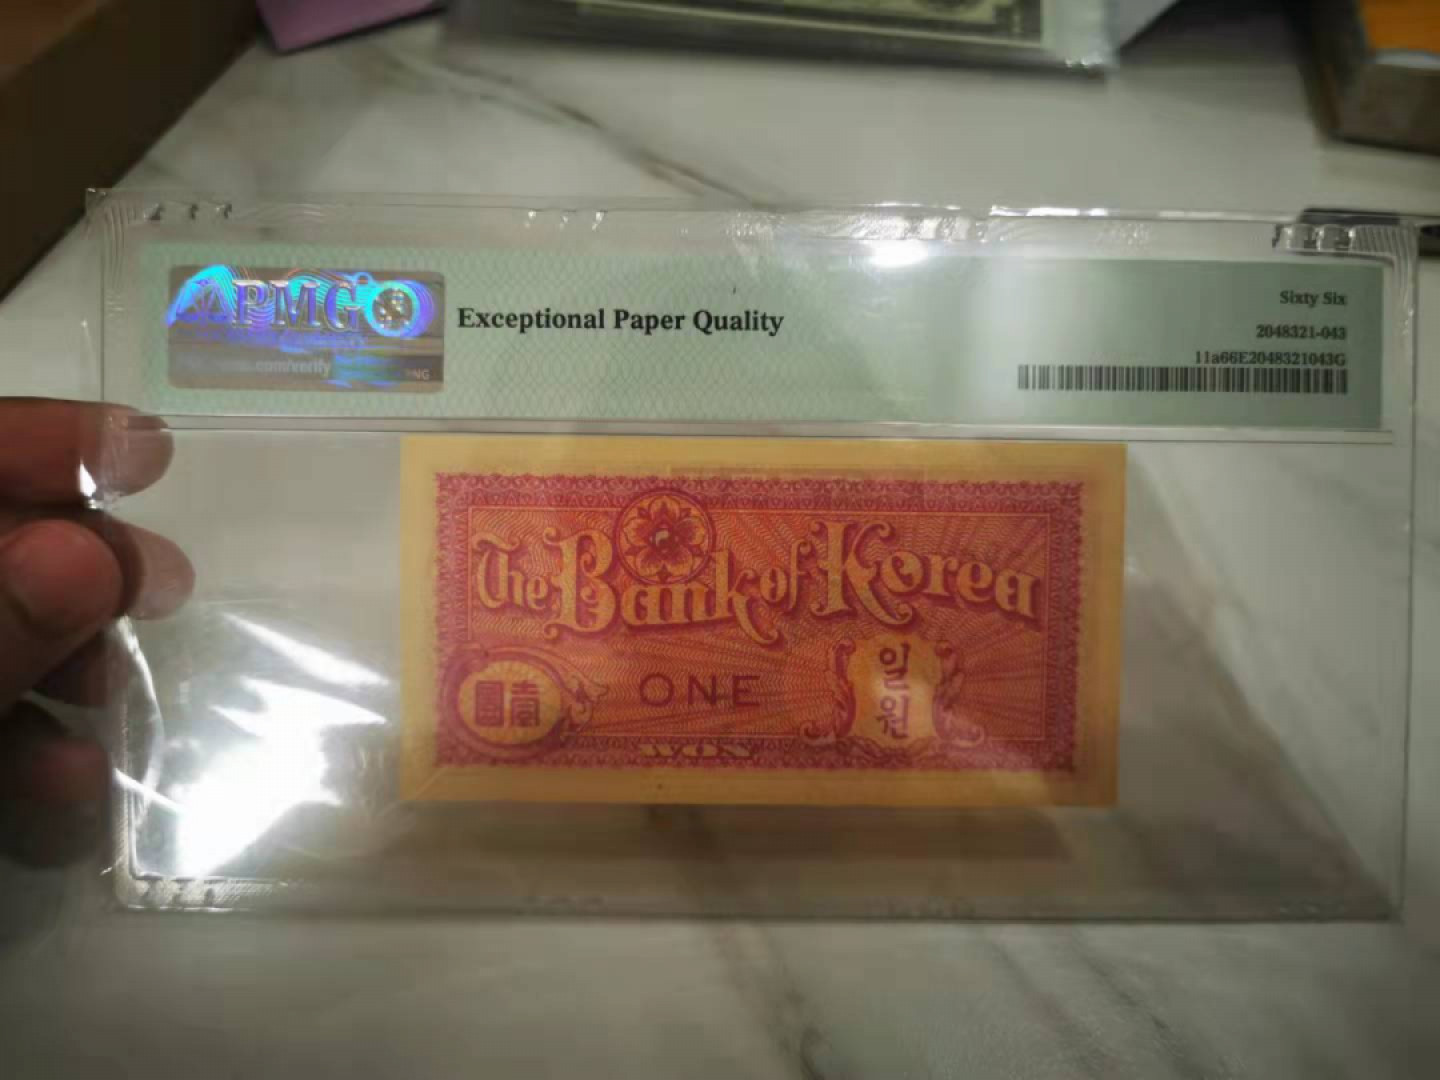 PMG
Exceptional Paper Quality
Sixty Six
2048321-043
11a66E2048321043G
The Bank of Korea
圓壹
ONE
일원
WON